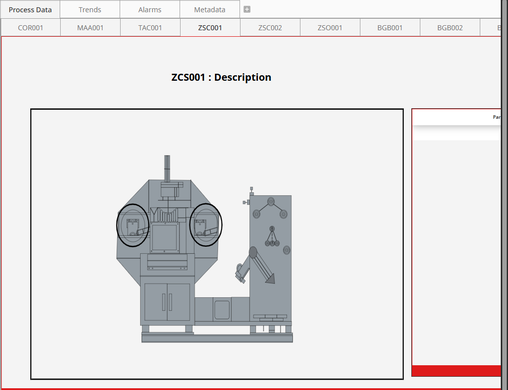 Process Data Trends Alarms Metadata
COR001 MAA001 TAC001 ZSC001 ZSC002 ZSO001 BGB001 BGB002
ZCS001 : Description